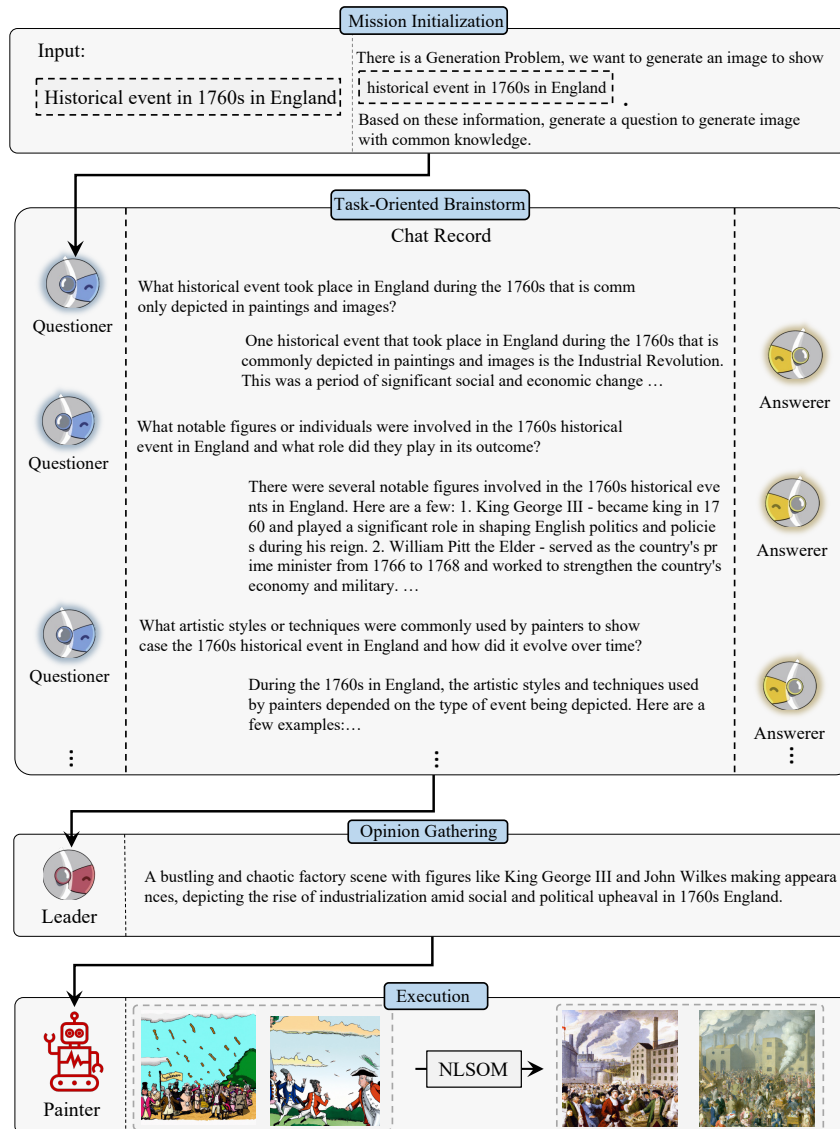 Mission Initialization
Input:
Historical event in 1760s in England
There is a Generation Problem, we want to generate an image to show
historical event in 1760s in England
.
Based on these information, generate a question to generate image
with common knowledge.
Task-Oriented Brainstorm
Chat Record
Questioner
What historical event took place in England during the 1760s that is comm
only depicted in paintings and images?
One historical event that took place in England during the 1760s that is
commonly depicted in paintings and images is the Industrial Revolution.
This was a period of significant social and economic change …
Answerer
Questioner
What notable figures or individuals were involved in the 1760s historical
event in England and what role did they play in its outcome?
There were several notable figures involved in the 1760s historical eve
nts in England. Here are a few: 1. King George III - became king in 17
60 and played a significant role in shaping English politics and policie
s during his reign. 2. William Pitt the Elder - served as the country's pr
ime minister from 1766 to 1768 and worked to strengthen the country's
economy and military. …
Answerer
Questioner
What artistic styles or techniques were commonly used by painters to show
case the 1760s historical event in England and how did it evolve over time?
During the 1760s in England, the artistic styles and techniques used
by painters depended on the type of event being depicted. Here are a
few examples:…
Answerer
⋮
⋮
⋮
Opinion Gathering
Leader
A bustling and chaotic factory scene with figures like King George III and John Wilkes making appeara
nces, depicting the rise of industrialization amid social and political upheaval in 1760s England.
Execution
Painter
NLSOM